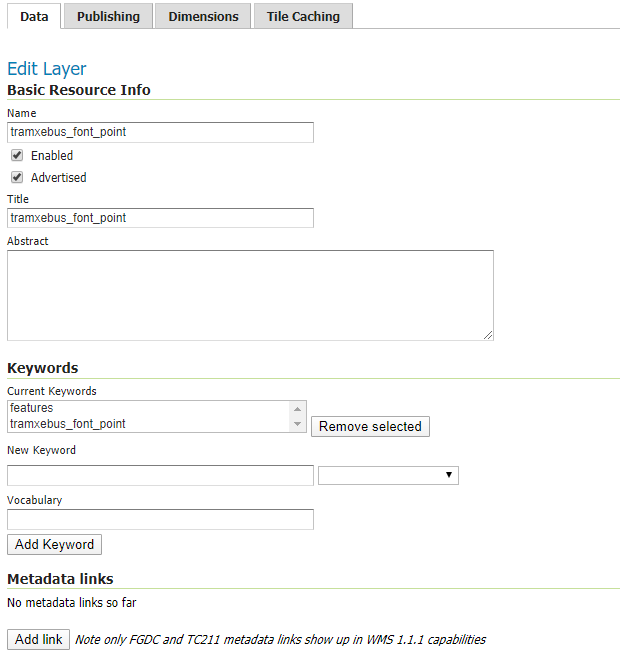 Data Publishing Dimensions Tile Caching
Edit Layer
Basic Resource Info
Name
tramxebus_font_point
Enabled
Advertised
Title
tramxebus_font_point
Abstract
Keywords
Current Keywords
features
tramxebus_font_point
Remove selected
New Keyword
Vocabulary
Add Keyword
Metadata links
No metadata links so far
Add link Note only FGDC and TC211 metadata links show up in WMS 1.1.1 capabilities